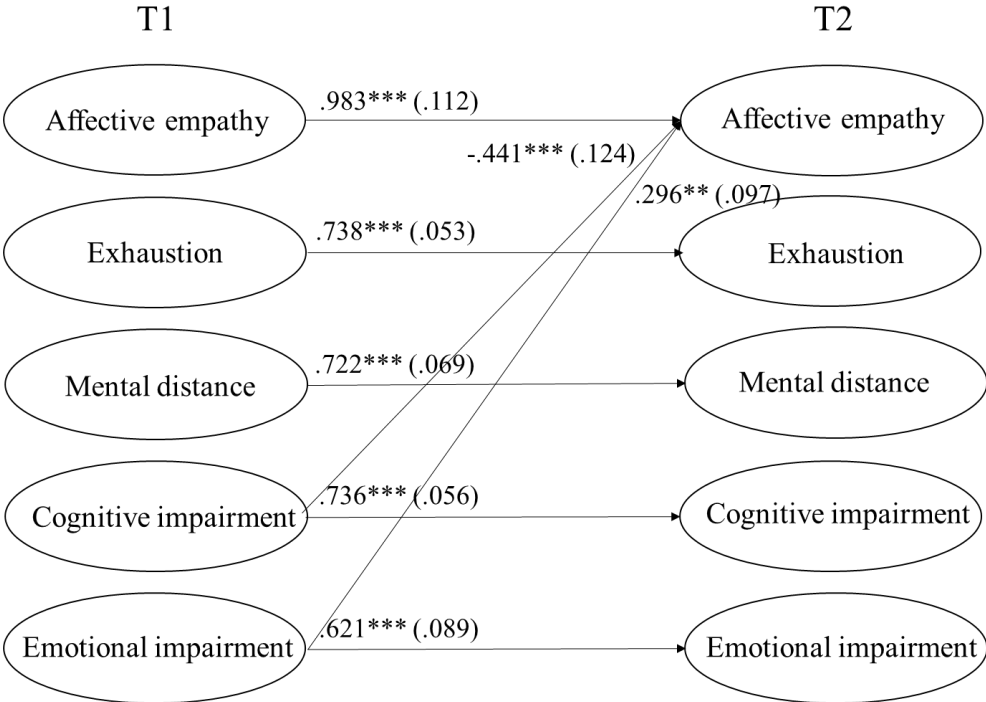 T1
T2
Affective empathy
.983*** (.112)
Affective empathy
-.441*** (.124)
.296** (.097)
Exhaustion
.738*** (.053)
Exhaustion
Mental distance
.722*** (.069)
Mental distance
Cognitive impairment
.736*** (.056)
Cognitive impairment
Emotional impairment
.621*** (.089)
Emotional impairment